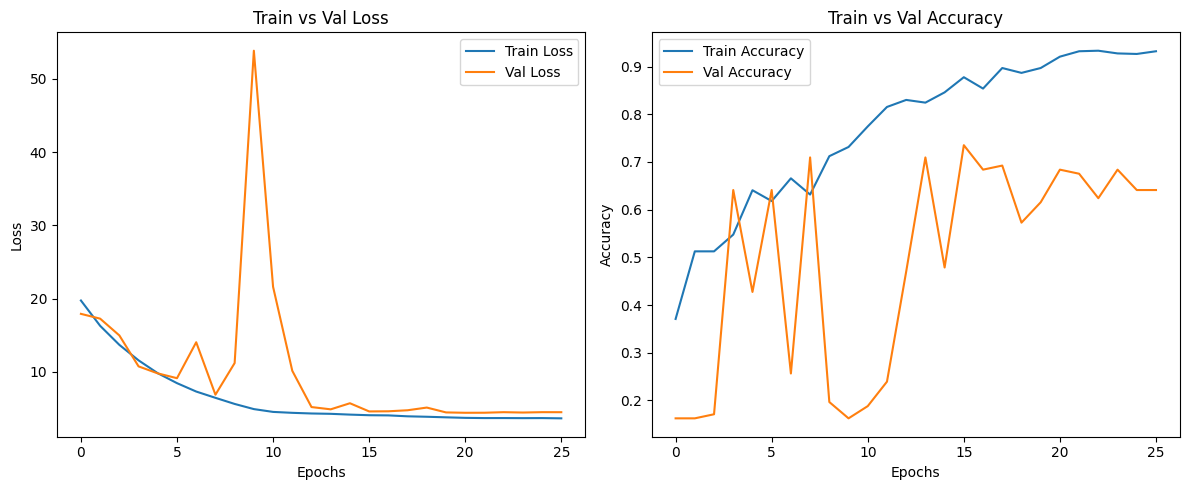 Train vs Val Loss
Train Loss
Val Loss
50
40
30
20
10
Loss
0 5 10 15 20 25
Epochs
Train vs Val Accuracy
Train Accuracy
Val Accuracy
0.9
0.8
0.7
0.6
0.5
0.4
0.3
0.2
Accuracy
0 5 10 15 20 25
Epochs